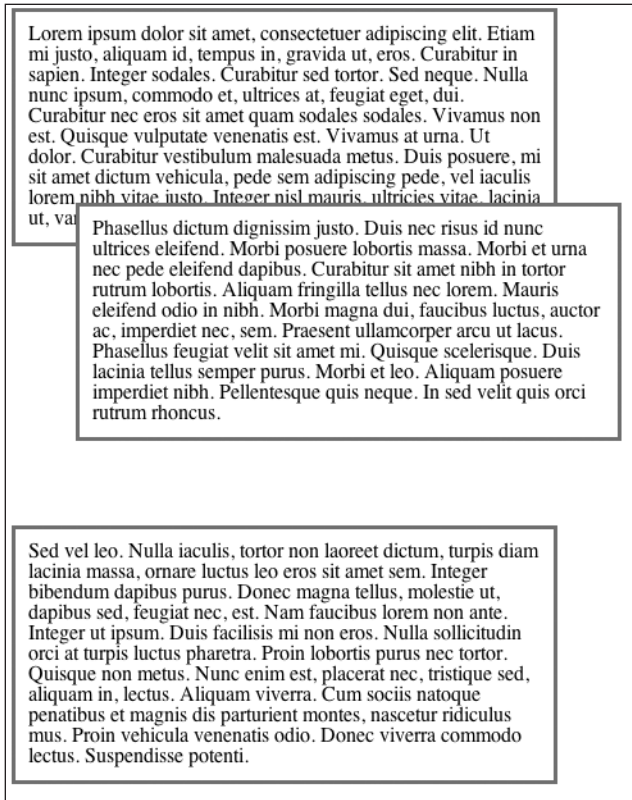 Lorem ipsum dolor sit amet, consectetuer adipiscing elit. Etiam
mi justo, aliquam id, tempus in, gravida ut, eros. Curabitur in
sapien. Integer sodales. Curabitur sed tortor. Sed neque. Nulla
nunc ipsum, commodo et, ultrices at, feugiat eget, dui.
Curabitur nec eros sit amet quam sodales sodales. Vivamus non
est. Quisque vulputate venenatis est. Vivamus at urna. Ut
dolor. Curabitur vestibulum malesuada metus. Duis posuere, mi
sit amet dictum vehicula, pede sem adipiscing pede, vel iaculis
lorem nibh vitae justo. Integer nisl mauris, ultricies vitae, lacinia
ut,
Phasellus dictum dignissim justo. Duis nec risus id nunc
ultrices eleifend. Morbi posuere lobortis massa. Morbi et urna
nec pede eleifend dapibus. Curabitur sit amet nibh in tortor
rutrum lobortis. Aliquam fringilla tellus nec lorem. Mauris
eleifend odio in nibh. Morbi magna dui, faucibus luctus, auctor
ac, imperdiet nec, sem. Praesent ullamcorper arcu ut lacus.
Phasellus feugiat velit sit amet mi. Quisque scelerisque. Duis
lacinia tellus semper purus. Morbi et leo. Aliquam posuere
imperdiet nibh. Pellentesque quis neque. In sed velit quis orci
rutrum rhoncus.
Sed vel leo. Nulla iaculis, tortor non laoreet dictum, turpis diam
lacinia massa, ornare luctus leo eros sit amet sem. Integer
bibendum dapibus purus. Donec magna tellus, molestie ut,
dapibus sed, feugiat nec, est. Nam faucibus lorem non ante.
Integer ut ipsum. Duis facilisis mi non eros. Nulla sollicitudin
orci at turpis luctus pharetra. Proin lobortis purus nec tortor.
Quisque non metus. Nunc enim est, placerat nec, tristique sed,
aliquam in, lectus. Aliquam viverra. Cum sociis natoque
penatibus et magnis dis parturient montes, nascetur ridiculus
mus. Proin vehicula venenatis odio. Donec viverra commodo
lectus. Suspendisse potenti.